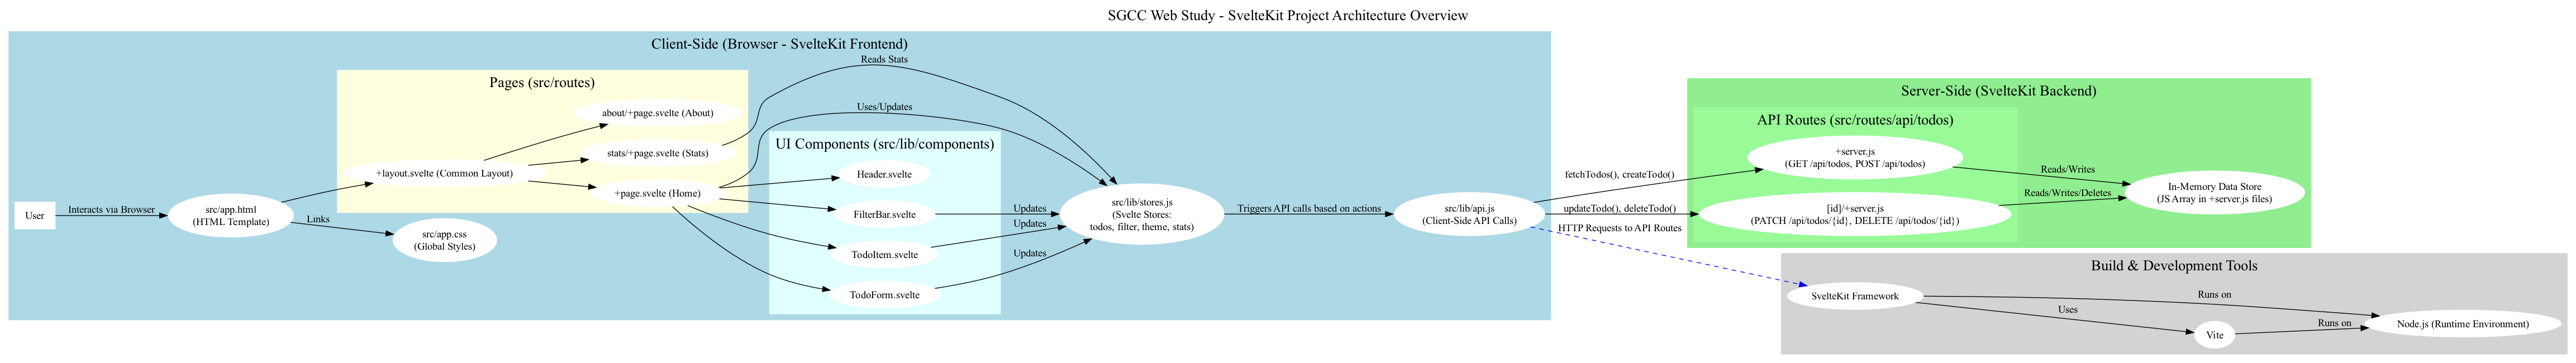 SGCC Web Study - SvelteKit Project Architecture Overview
Client-Side (Browser - SvelteKit Frontend)
Pages (src/routes)
about/+page.svelte (About)
stats/+page.svelte (Stats)
+layout.svelte (Common Layout)
+page.svelte (Home)
User
Interacts via Browser
src/app.html
(HTML Template)
Links
src/app.css
(Global Styles)
Reads Stats
Uses/Updates
UI Components (src/lib/components)
Header.svelte
FilterBar.svelte
TodoItem.svelte
TodoForm.svelte
Updates
Updates
Updates
src/lib/stores.js
(Svelte Stores:
todos, filter, theme, stats)
Triggers API calls based on actions
src/lib/api.js
(Client-Side API Calls)
fetchTodos(), createTodo()
updateTodo(), deleteTodo()
HTTP Requests to API Routes
Server-Side (SvelteKit Backend)
API Routes (src/routes/api/todos)
+server.js
(GET /api/todos, POST /api/todos)
[id]/+server.js
(PATCH /api/todos/{id}, DELETE /api/todos/{id})
Reads/Writes
Reads/Writes/Deletes
In-Memory Data Store
(JS Array in +server.js files)
Build & Development Tools
SvelteKit Framework
Runs on
Uses
Vite
Runs on
Node.js (Runtime Environment)